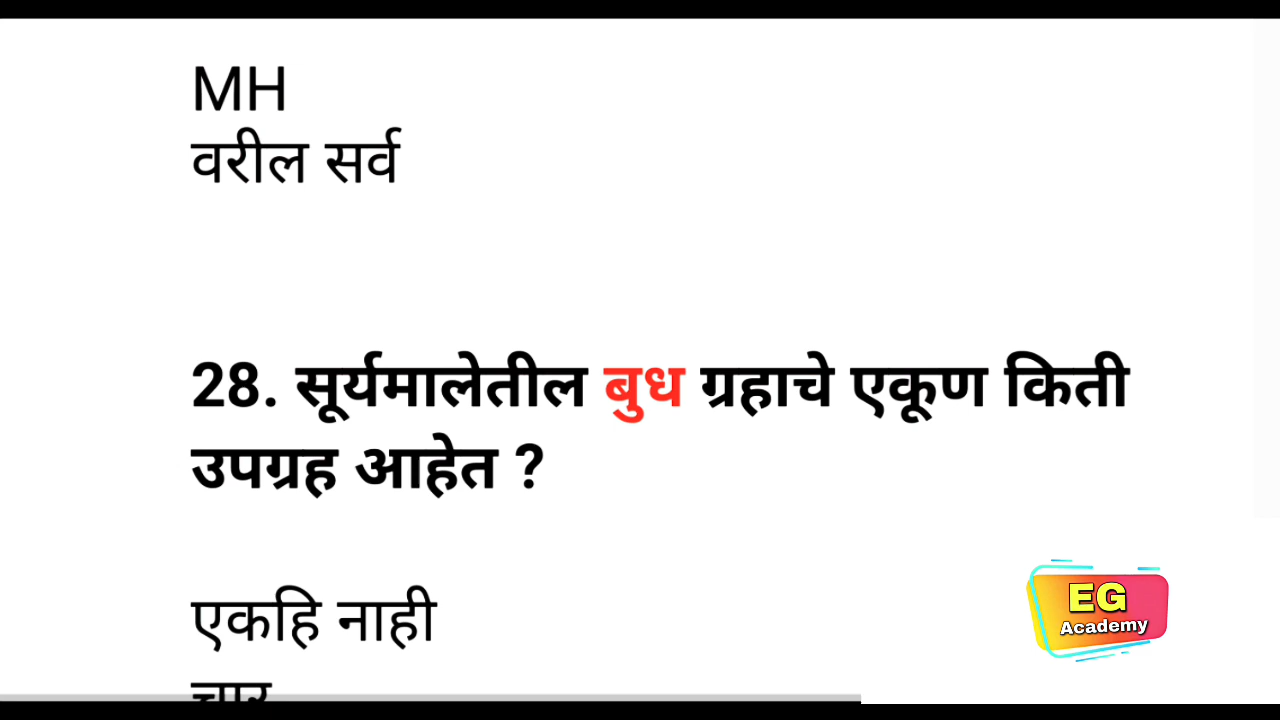 MH
वरील सर्व
28. सूर्यमालेतील बुध ग्रहाचे एकूण किती
उपग्रह आहेत ?
एकहि नाही
चार
EG
Academy